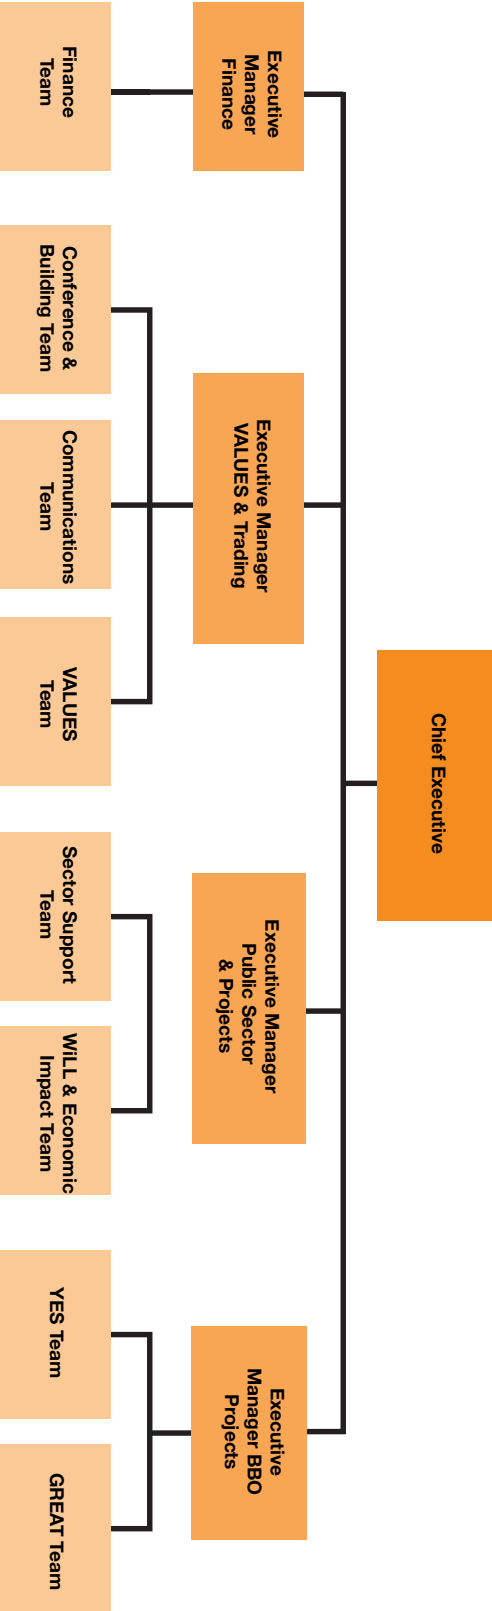 Chief Executive
Executive
Manager
Finance
Executive Manager
VALUES & Trading
Executive Manager
Public Sector
& Projects
Executive
Manager BBO
Projects
Finance
Team
Conference &
Building Team
Communications
Team
VALUES
Team
Sector Support
Team
WiLL & Economic
Impact Team
YES Team
GREAT Team